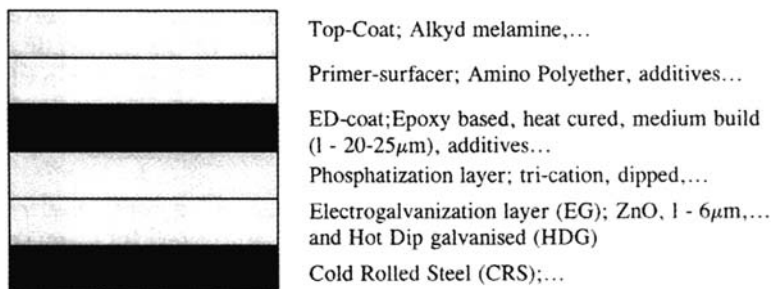 Top-Coat; Alkyd melamine,...
Primer-surfacer; Amino Polyether, additives...
ED-coat;Epoxy based, heat cured, medium build
(l - 20-25μm), additives...
Phosphatization layer; tri-cation, dipped,...
Electrogalvanization layer (EG); ZnO, l - 6μm,...
and Hot Dip galvanised (HDG)
Cold Rolled Steel (CRS);...